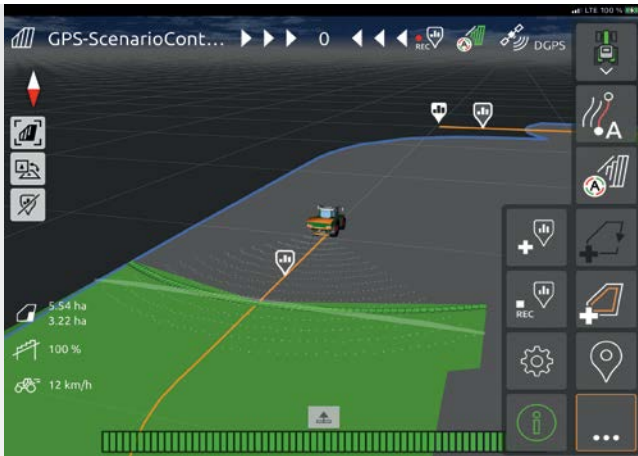 LTE 100 %
GPS-ScenarioCont... 0 REC A DGPS
A
A
REC
5.54 ha
3.22 ha
100 %
12 km/h
...